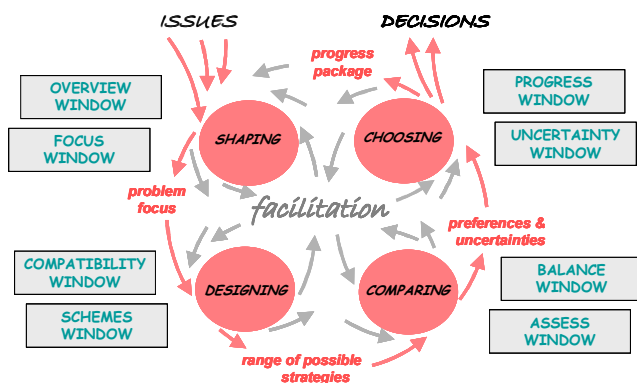 ISSUES
DECISIONS
progress
package
OVERVIEW
WINDOW
PROGRESS
WINDOW
FOCUS
WINDOW
SHAPING
CHOOSING
UNCERTAINTY
WINDOW
problem
focus
facilitation
preferences &
uncertainties
COMPATIBILITY
WINDOW
DESIGNING
COMPARING
BALANCE
WINDOW
SCHEMES
WINDOW
ASSESS
WINDOW
range of possible
strategies